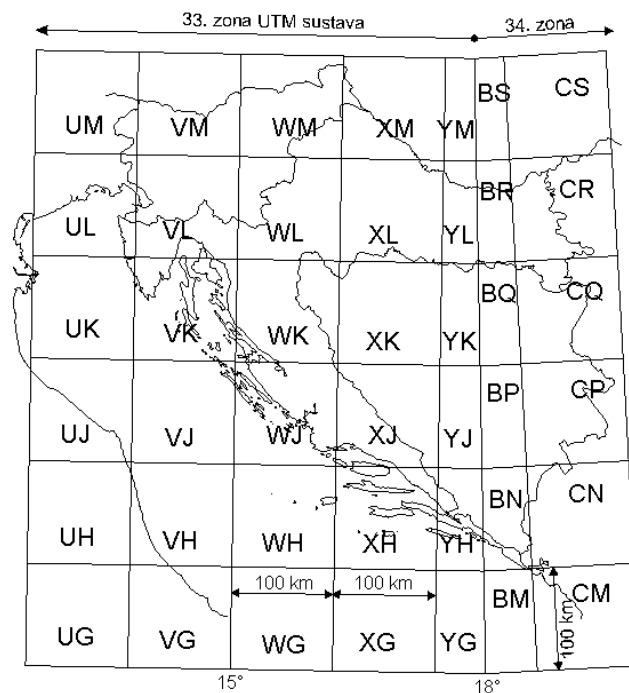 33. zona UTM sustava 34. zona
UM VM WM XM YM BS CS
UL VL WL XL YL BR CR
UK VK WK XK YK BQ CQ
UJ VJ WJ XJ YJ BP CP
UH VH WH XH YH BN CN
100 km 100 km 100 km
UG VG WG XG YG BM CM
15° 18°